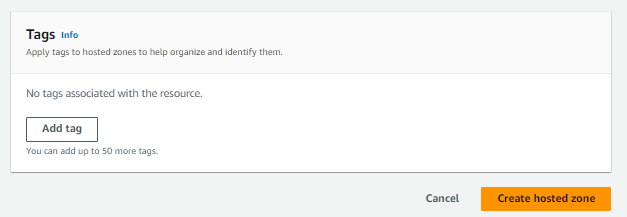 Tags Info
Apply tags to hosted zones to help organize and identify them.
No tags associated with the resource.
Add tag
You can add up to 50 more tags.
Cancel Create hosted zone